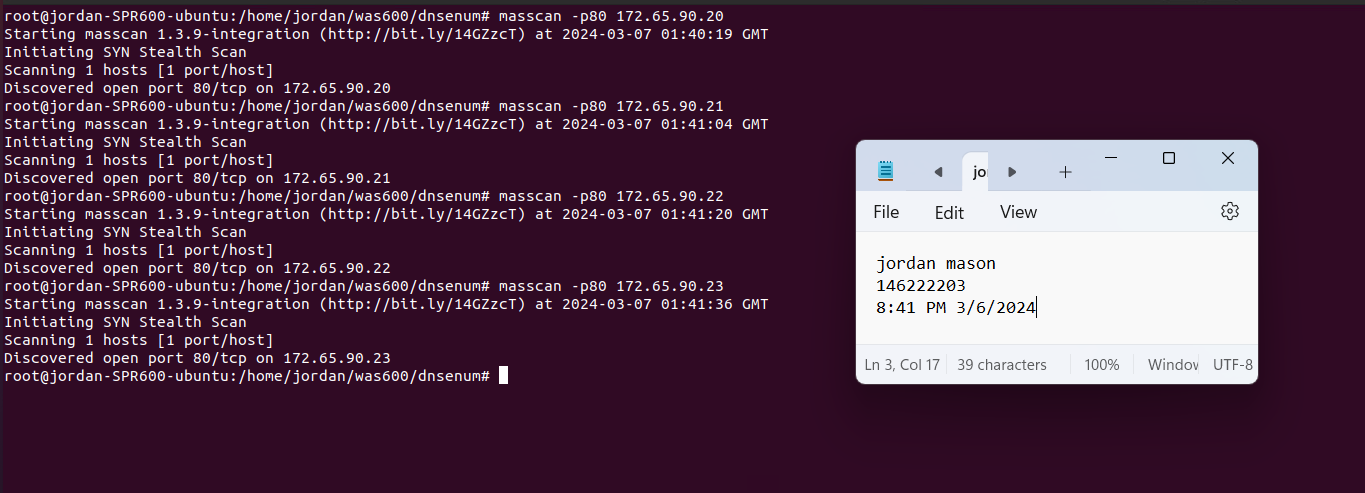 root@jordan-SPR600-ubuntu:/home/jordan/was600/dnsenum# masscan -p80 172.65.90.20
Starting masscan 1.3.9-integration (http://bit.ly/14GZzcT) at 2024-03-07 01:40:19 GMT
Initiating SYN Stealth Scan
Scanning 1 hosts [1 port/host]
Discovered open port 80/tcp on 172.65.90.20
root@jordan-SPR600-ubuntu:/home/jordan/was600/dnsenum# masscan -p80 172.65.90.21
Starting masscan 1.3.9-integration (http://bit.ly/14GZzcT) at 2024-03-07 01:41:04 GMT
Initiating SYN Stealth Scan
Scanning 1 hosts [1 port/host]
Discovered open port 80/tcp on 172.65.90.21
root@jordan-SPR600-ubuntu:/home/jordan/was600/dnsenum# masscan -p80 172.65.90.22
Starting masscan 1.3.9-integration (http://bit.ly/14GZzcT) at 2024-03-07 01:41:20 GMT
Initiating SYN Stealth Scan
Scanning 1 hosts [1 port/host]
Discovered open port 80/tcp on 172.65.90.22
root@jordan-SPR600-ubuntu:/home/jordan/was600/dnsenum# masscan -p80 172.65.90.23
Starting masscan 1.3.9-integration (http://bit.ly/14GZzcT) at 2024-03-07 01:41:36 GMT
Initiating SYN Stealth Scan
Scanning 1 hosts [1 port/host]
Discovered open port 80/tcp on 172.65.90.23
root@jordan-SPR600-ubuntu:/home/jordan/was600/dnsenum#
jo
File Edit View
jordan mason
146222203
8:41 PM 3/6/2024
Ln 3, Col 17 39 characters 100% Window UTF-8